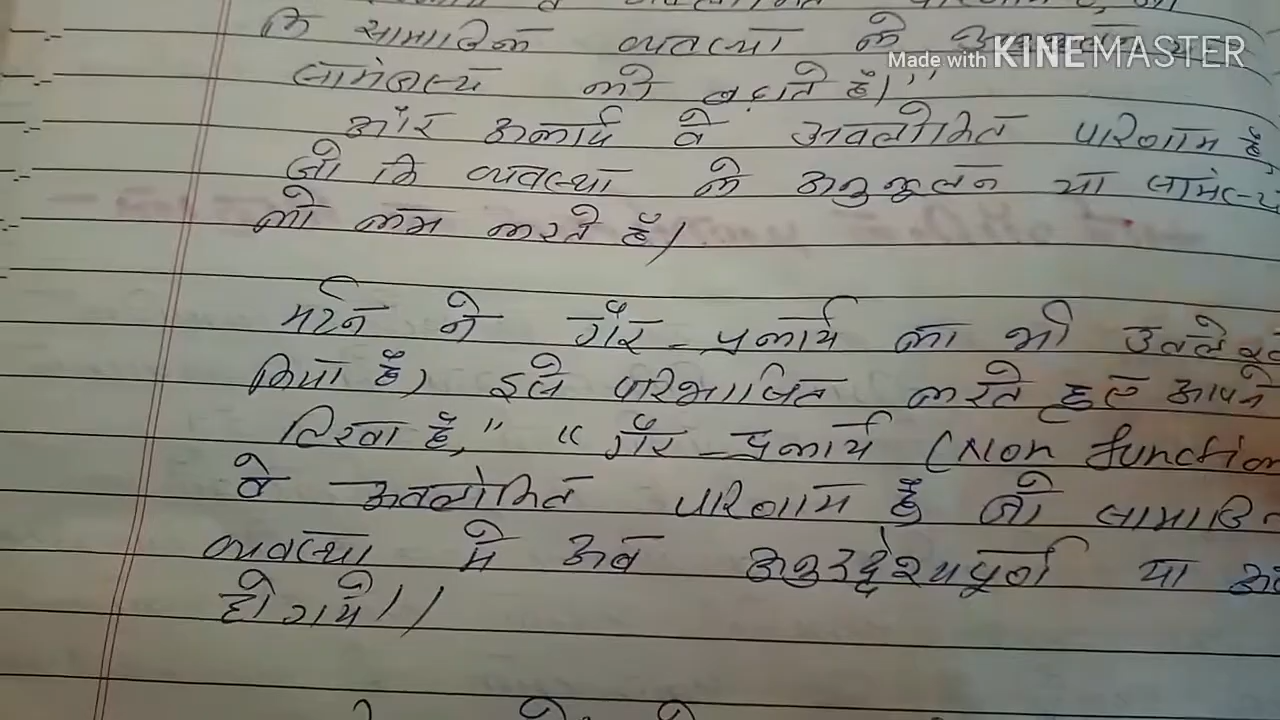 कि सामाजिक व्यवस्था के
Made with KINEMASTER
सामंजस्य को बढ़ाते हैं।"
और अकार्य वे अवलोकित परिणाम हैं,
जो कि व्यवस्था के अनुकूलन या सामंजस्य
को कम करते हैं।
मर्टन ने गैर-प्रकार्य का भी उल्लेख
किया है। इसे परिभाषित करते हुए आपने
लिखा है," "गैर-प्रकार्य (Non function
वे अवलोकित परिणाम हैं जो सामाजि
व्यवस्था में अब अनुउद्देश्यपूर्ण या
हो गये।।